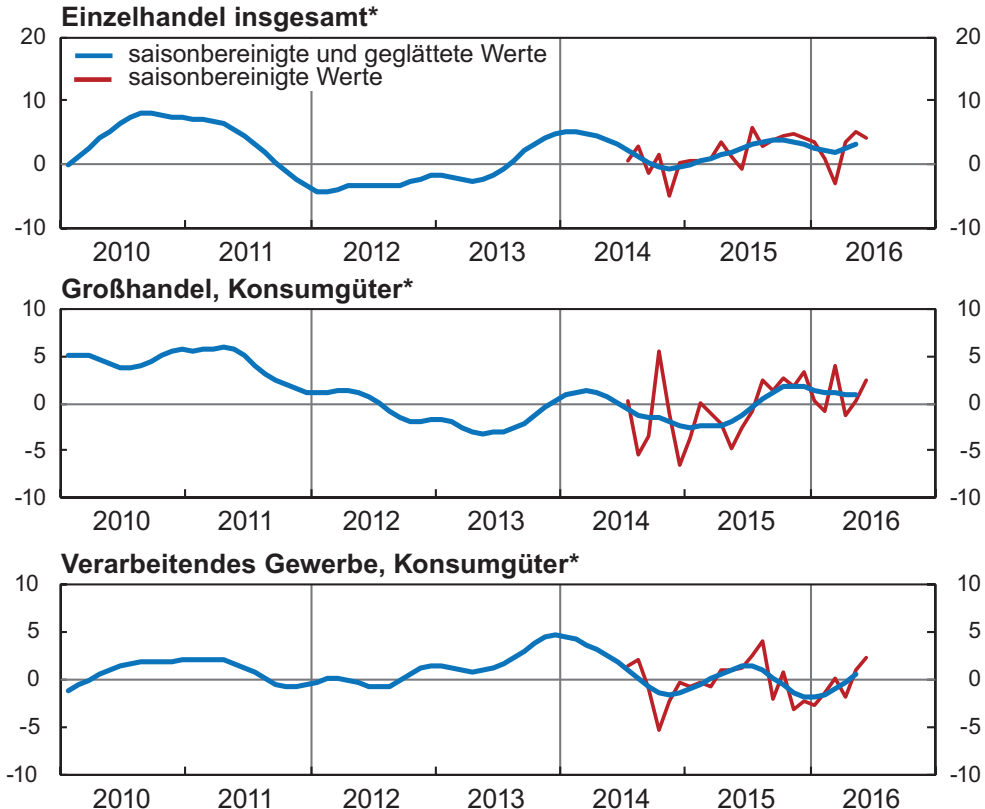 Einzelhandel insgesamt*
20 20
saisonbereinigte und geglättete Werte
saisonbereinigte Werte
10 10
0 0
-10 -10
2010 2011 2012 2013 2014 2015 2016
Großhandel, Konsumgüter*
10 10
5 5
0 0
-5 -5
-10 -10
2010 2011 2012 2013 2014 2015 2016
Verarbeitendes Gewerbe, Konsumgüter*
10 10
5 5
0 0
-5 -5
-10 -10
2010 2011 2012 2013 2014 2015 2016